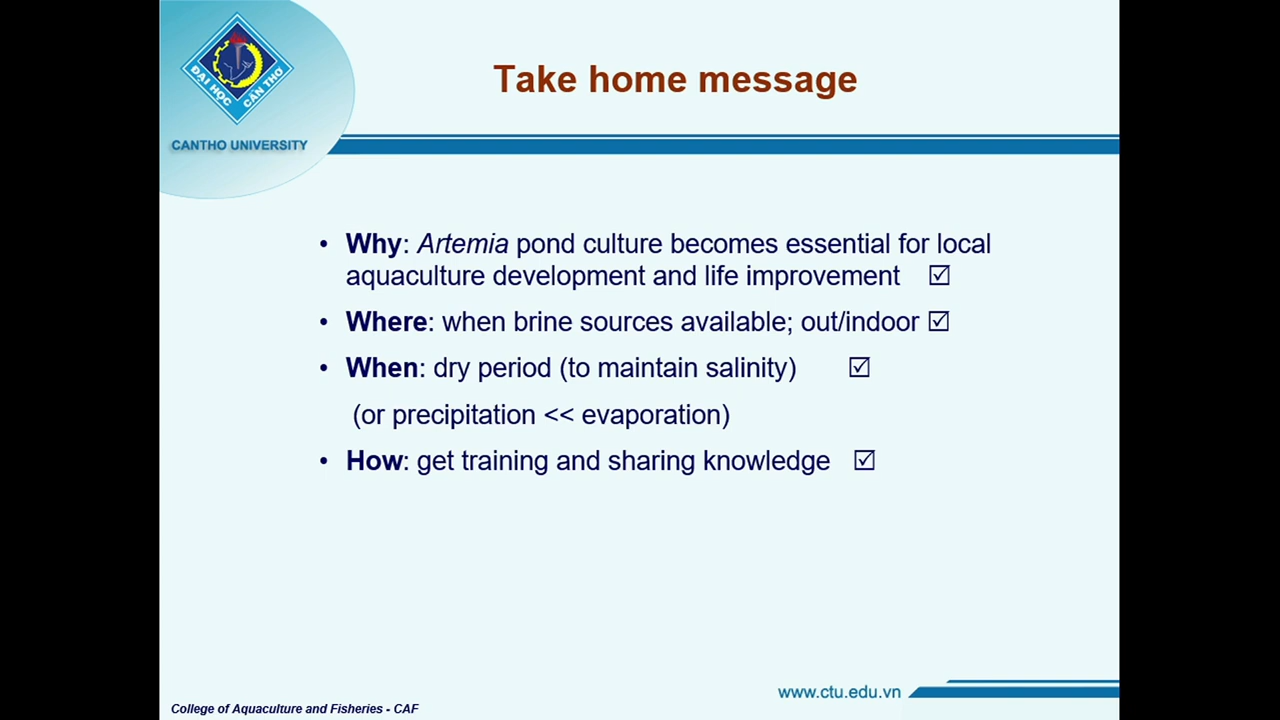 ĐẠI HỌC CẦN THƠ
CANTHO UNIVERSITY
Take home message
• Why: Artemia pond culture becomes essential for local
aquaculture development and life improvement ☑
• Where: when brine sources available; out/indoor ☑
• When: dry period (to maintain salinity) ☑
(or precipitation << evaporation)
• How: get training and sharing knowledge ☑
www.ctu.edu.vn
College of Aquaculture and Fisheries - CAF